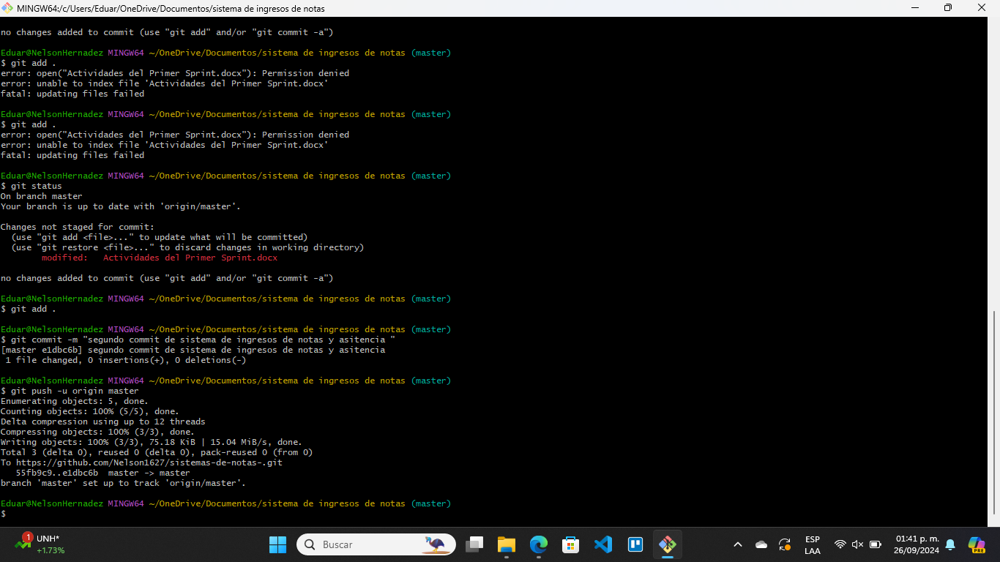 MINGW64:/c/Users/Eduar/OneDrive/Documentos/sistema de ingresos de notas
no changes added to commit (use "git add" and/or "git commit -a")
Eduar@NelsonHernadez MINGW64 ~/OneDrive/Documentos/sistema de ingresos de notas (master)
$ git add .
error: open("Actividades del Primer Sprint.docx"): Permission denied
error: unable to index file 'Actividades del Primer Sprint.docx'
fatal: updating files failed
Eduar@NelsonHernadez MINGW64 ~/OneDrive/Documentos/sistema de ingresos de notas (master)
$ git add .
error: open("Actividades del Primer Sprint.docx"): Permission denied
error: unable to index file 'Actividades del Primer Sprint.docx'
fatal: updating files failed
Eduar@NelsonHernadez MINGW64 ~/OneDrive/Documentos/sistema de ingresos de notas (master)
$ git status
On branch master
Your branch is up to date with 'origin/master'.
Changes not staged for commit:
  (use "git add <file>..." to update what will be committed)
  (use "git restore <file>..." to discard changes in working directory)
        modified:   Actividades del Primer Sprint.docx
no changes added to commit (use "git add" and/or "git commit -a")
Eduar@NelsonHernadez MINGW64 ~/OneDrive/Documentos/sistema de ingresos de notas (master)
$ git add .
Eduar@NelsonHernadez MINGW64 ~/OneDrive/Documentos/sistema de ingresos de notas (master)
$ git commit -m "segundo commit de sistema de ingresos de notas y asitencia "
[master e1dbc6b] segundo commit de sistema de ingresos de notas y asitencia
 1 file changed, 0 insertions(+), 0 deletions(-)
Eduar@NelsonHernadez MINGW64 ~/OneDrive/Documentos/sistema de ingresos de notas (master)
$ git push -u origin master
Enumerating objects: 5, done.
Counting objects: 100% (5/5), done.
Delta compression using up to 12 threads
Compressing objects: 100% (3/3), done.
Writing objects: 100% (3/3), 75.18 KiB | 15.04 MiB/s, done.
Total 3 (delta 0), reused 0 (delta 0), pack-reused 0 (from 0)
To https://github.com/Nelson1627/sistemas-de-notas-.git
   55fb9c9..e1dbc6b  master -> master
branch 'master' set up to track 'origin/master'.
Eduar@NelsonHernadez MINGW64 ~/OneDrive/Documentos/sistema de ingresos de notas (master)
$
1
UNH*
+1.73%
Buscar
ESP
LAA
01:41 p. m.
26/09/2024
PRE